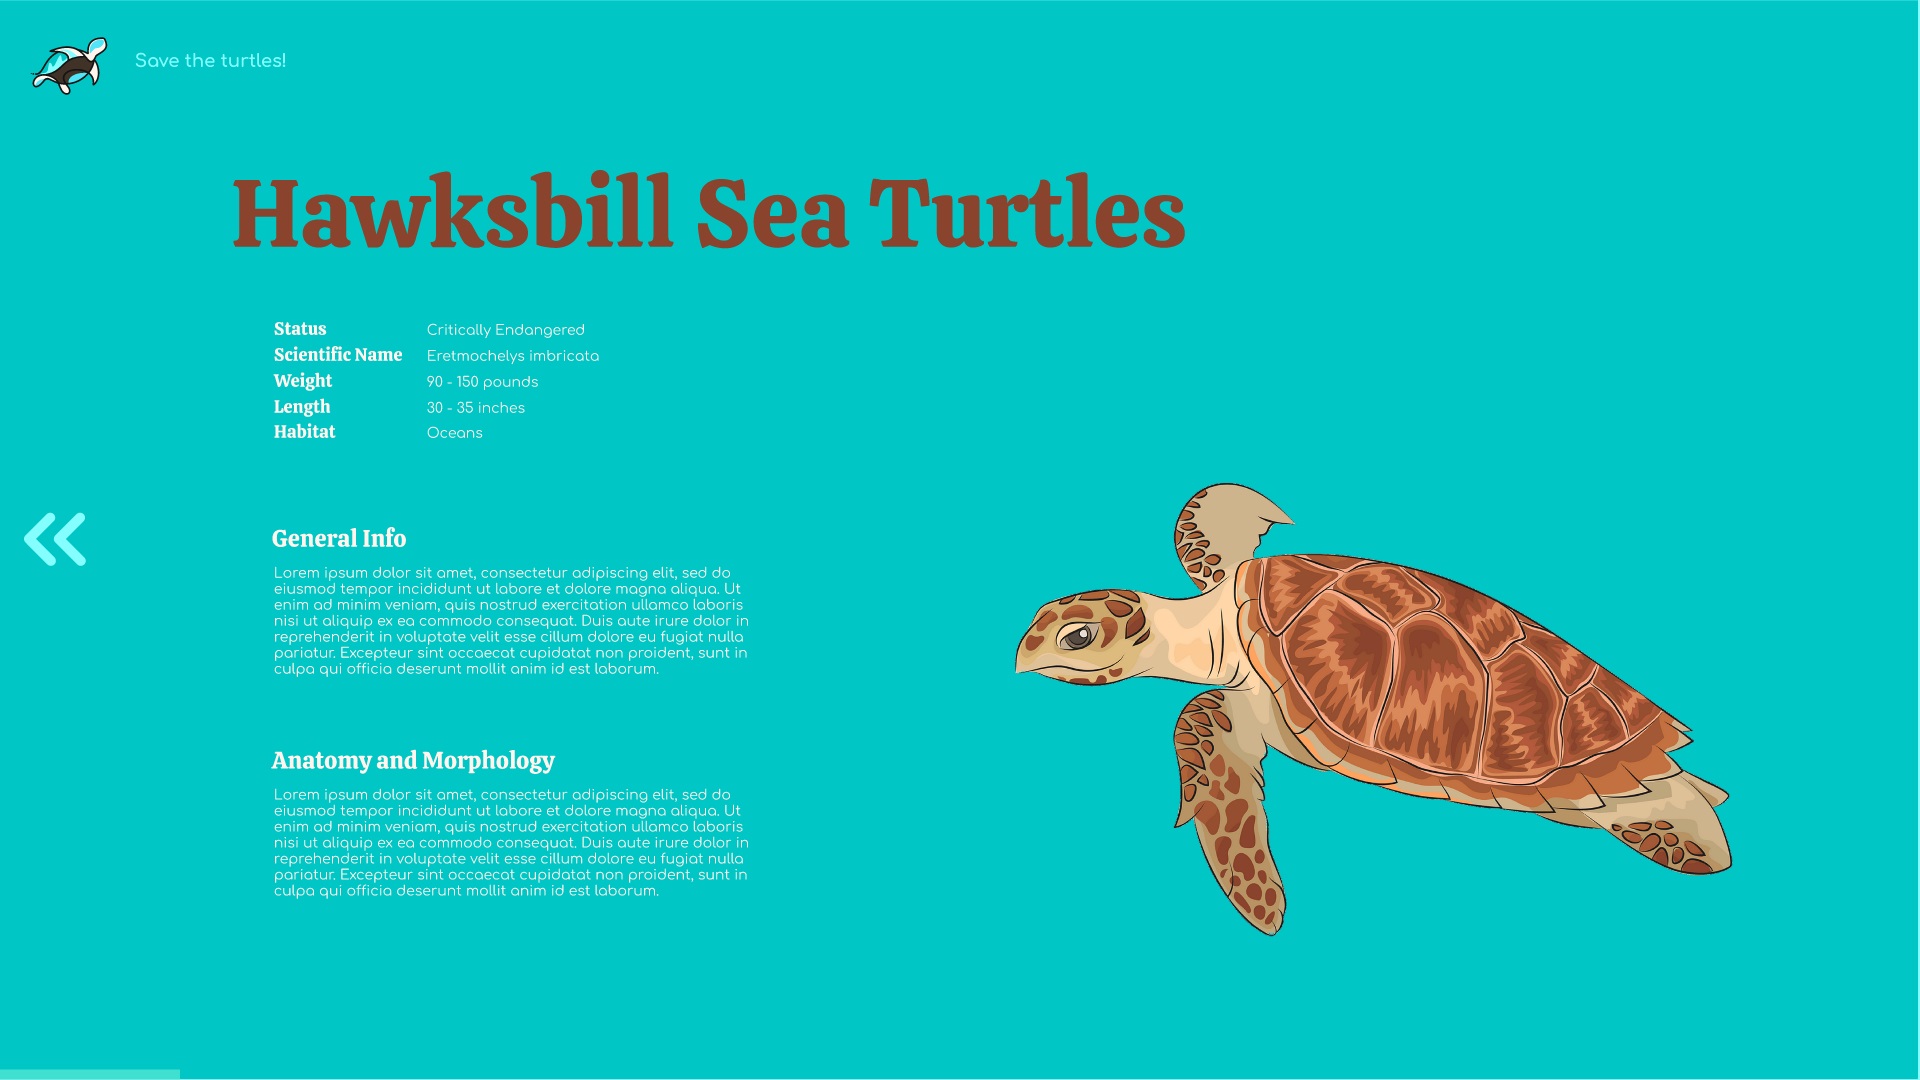 Save the turtles!
Hawksbill Sea Turtles
Status Critically Endangered
Scientific Name Eretmochelys imbricata
Weight 90 - 150 pounds
Length 30 - 35 inches
Habitat Oceans
General Info
Lorem ipsum dolor sit amet, consectetur adipiscing elit, sed do
eiusmod tempor incididunt ut labore et dolore magna aliqua. Ut
enim ad minim veniam, quis nostrud exercitation ullamco laboris
nisi ut aliquip ex ea commodo consequat. Duis aute irure dolor in
reprehenderit in voluptate velit esse cillum dolore eu fugiat nulla
pariatur. Excepteur sint occaecat cupidatat non proident, sunt in
culpa qui officia deserunt mollit anim id est laborum.
Anatomy and Morphology
Lorem ipsum dolor sit amet, consectetur adipiscing elit, sed do
eiusmod tempor incididunt ut labore et dolore magna aliqua. Ut
enim ad minim veniam, quis nostrud exercitation ullamco laboris
nisi ut aliquip ex ea commodo consequat. Duis aute irure dolor in
reprehenderit in voluptate velit esse cillum dolore eu fugiat nulla
pariatur. Excepteur sint occaecat cupidatat non proident, sunt in
culpa qui officia deserunt mollit anim id est laborum.